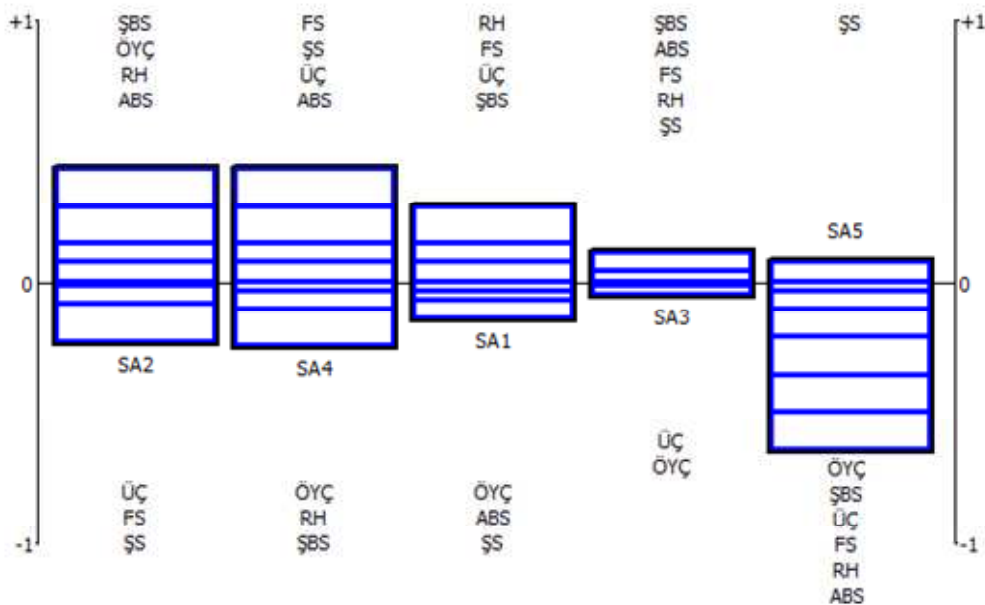 +1 ŞBS FS RH ŞBS ŞS +1
ÖYÇ ŞS FS ABS
RH ÜÇ ÜÇ FS
ABS ABS ŞBS RH
ŞS
SA5
0 0
SA3
SA1
SA2 SA4
ÜÇ
ÖYÇ ÖYÇ
ÜÇ ÖYÇ ÖYÇ ŞBS
FS RH ABS ÜÇ
-1 ŞS ŞBS ŞS FS -1
RH
ABS